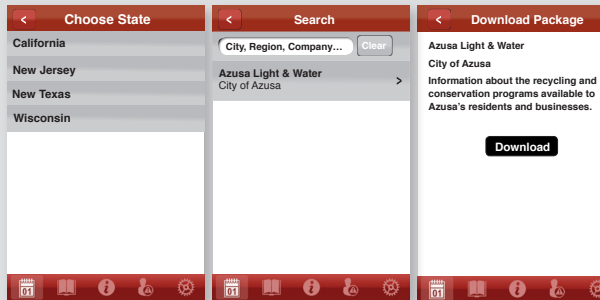 Choose State
California
New Jersey
New Texas
Wisconsin
01
Search
City, Region, Company... Clear
Azusa Light & Water
City of Azusa
01
Download Package
Azusa Light & Water
City of Azusa
Information about the recycling and
conservation programs available to
Azusa's residents and businesses.
Download
01